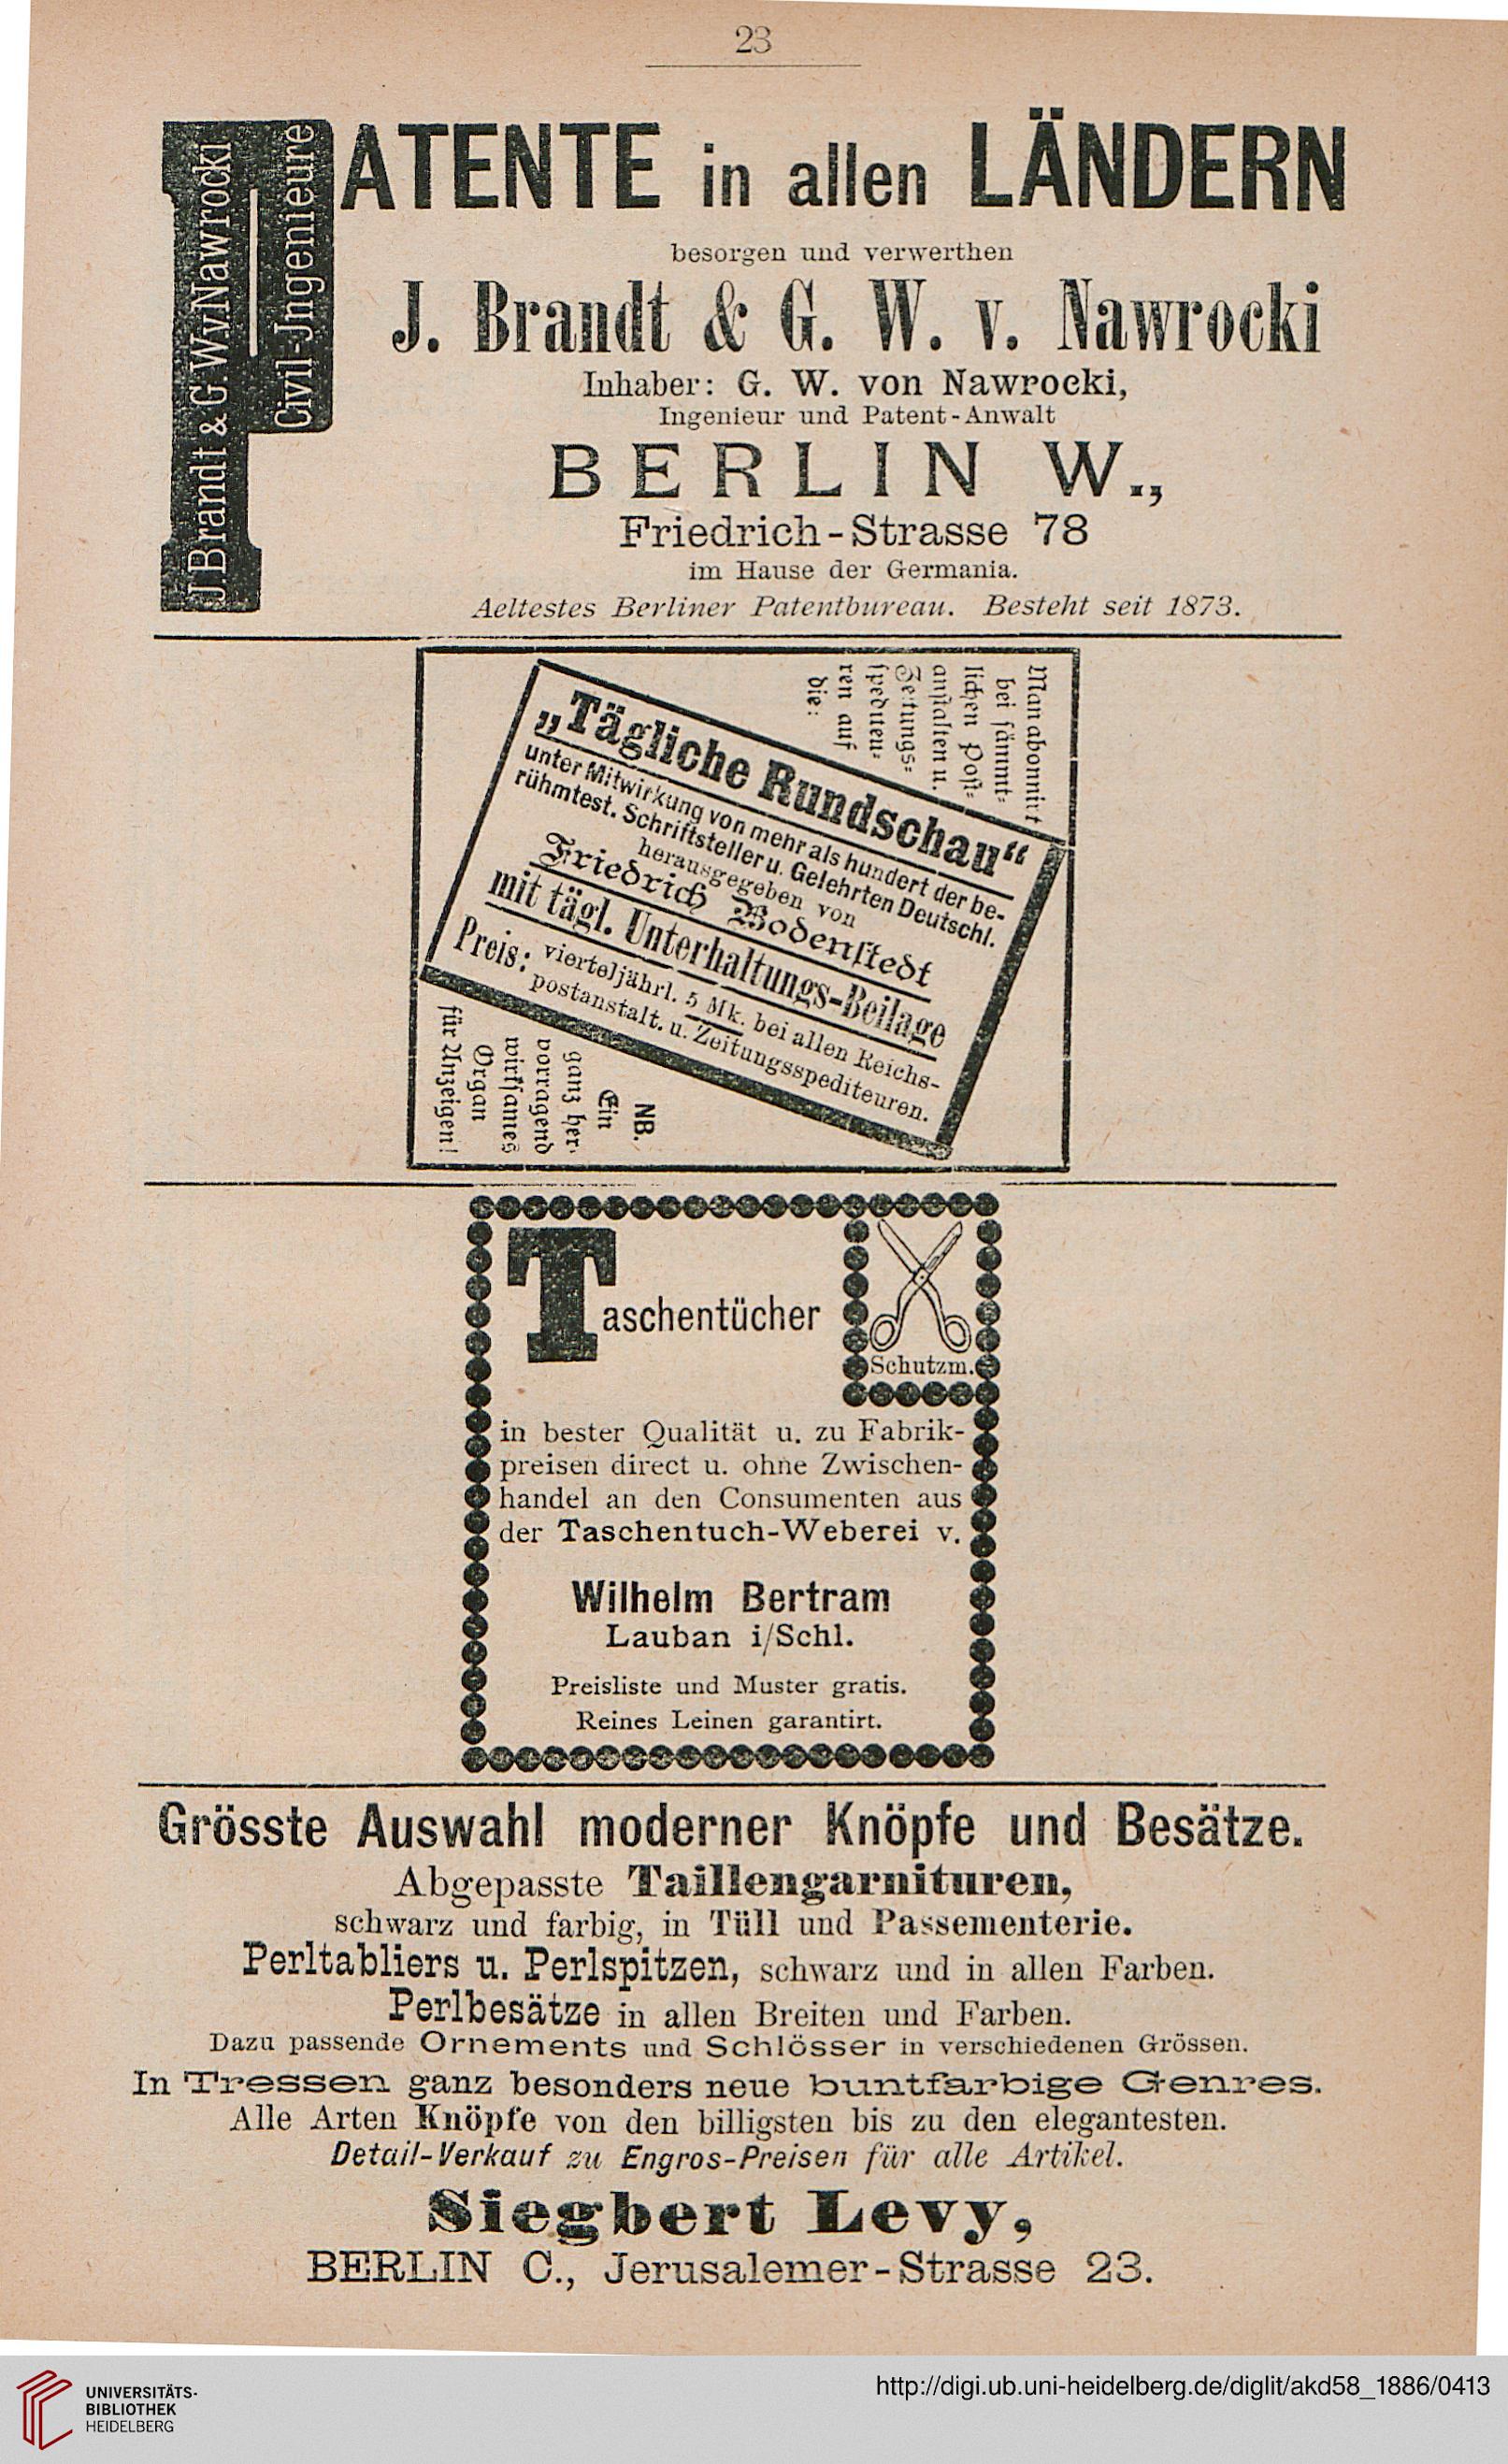 23
PATENTE in allen LÄNDERN
J. Brandt & G. W. v. Nawrocki
Civil-Jngenieure
besorgen und verwerthen
J. Brandt & G. W. v. Nawrocki
Inhaber: G. W. von Nawrocki,
Ingenieur und Patent-Anwalt
BERLIN W.,
Friedrich-Strasse 78
im Hause der Germania.
Aeltestes Berliner Patentbureau. Besteht seit 1873.
Man abonnirt
bei sämmt-
lichen Post-
anstalten u.
Zeitungs-
spediteu-
ren auf
die:
„Tägliche Rundschau“
unter Mitwirkung von mehr als hundert der be-
rühmtest. Schriftsteller u. Gelehrten Deutschl.
herausgegeben von
Friedrich Bodenstedt
mit tägl. Unterhaltungs-Beilage
Preis: vierteljährl. 5 Mk. bei allen Reichs-
postanstalt. u. Zeitungsspediteuren.
NB.
Ein
ganz her-
vorragend
wirksames
Organ
für Anzeigen!
Taschentücher
Schutzm.
in bester Qualität u. zu Fabrik-
preisen direct u. ohne Zwischen-
handel an den Consumenten aus
der Taschentuch-Weberei v.
Wilhelm Bertram
Lauban i/Schl.
Preisliste und Muster gratis.
Reines Leinen garantirt.
Grösste Auswahl moderner Knöpfe und Besätze.
Abgepasste Taillengarnituren,
schwarz und farbig, in Tüll und Passementerie.
Perltabliers u. Perlspitzen, schwarz und in allen Farben.
Perlbesätze in allen Breiten und Farben.
Dazu passende Ornements und Schlösser in verschiedenen Grössen.
In Tressen ganz besonders neue buntfarbige Genres.
Alle Arten Knöpfe von den billigsten bis zu den elegantesten.
Detail-Verkauf zu Engros-Preisen für alle Artikel.
Siegbert Levy,
BERLIN C., Jerusalemer-Strasse 23.
UNIVERSITÄTS-
BIBLIOTHEK
HEIDELBERG
http://digi.ub.uni-heidelberg.de/diglit/akd58_1886/0413